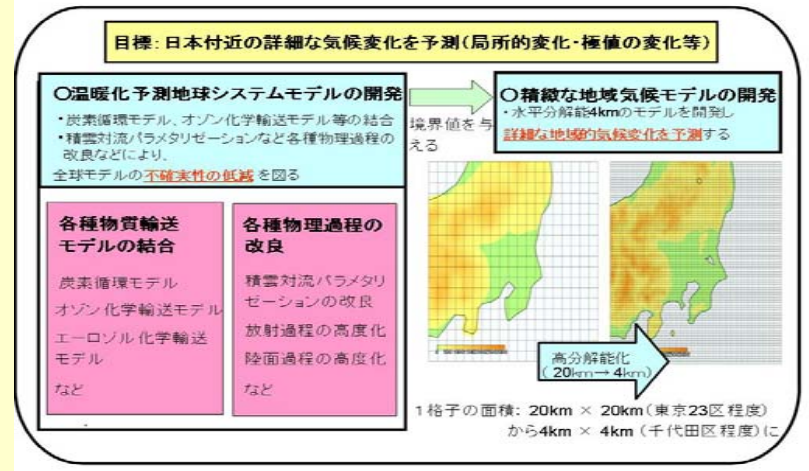 目標：日本付近の詳細な気候変化を予測(局所的変化・極値の変化等)
〇温暖化予測地球システムモデルの開発
・炭素循環モデル、オゾン化学輸送モデル等の結合
・積雲対流パラメタリゼーションなど各種物理過程の
改良などにより、
全球モデルの不確実性の低減を図る
境界値を与
える
〇精緻な地域気候モデルの開発
・水平分解能4kmのモデルを開発し
詳細な地域的気候変化を予測する
各種物質輸送
モデルの結合
炭素循環モデル
オゾン化学輸送モデル
エーロゾル化学輸送
モデル
など
各種物理過程の
改良
積雲対流パラメタリ
ゼーションの改良
放射過程の高度化
陸面過程の高度化
など
高分解能化
(20km→4km)
1格子の面積: 20km × 20km(東京23区程度)
から4km × 4km (千代田区程度)に